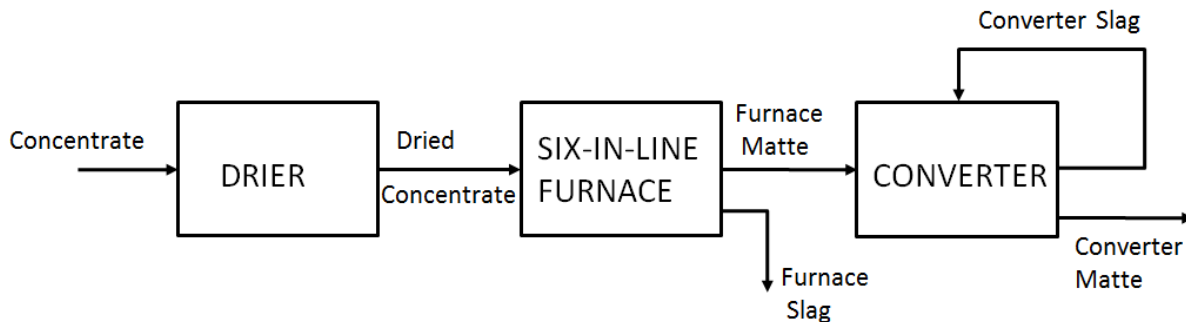 Converter Slag
Concentrate
DRIER
Dried
Concentrate
SIX-IN-LINE
FURNACE
Furnace
Matte
CONVERTER
Furnace
Slag
Converter
Matte